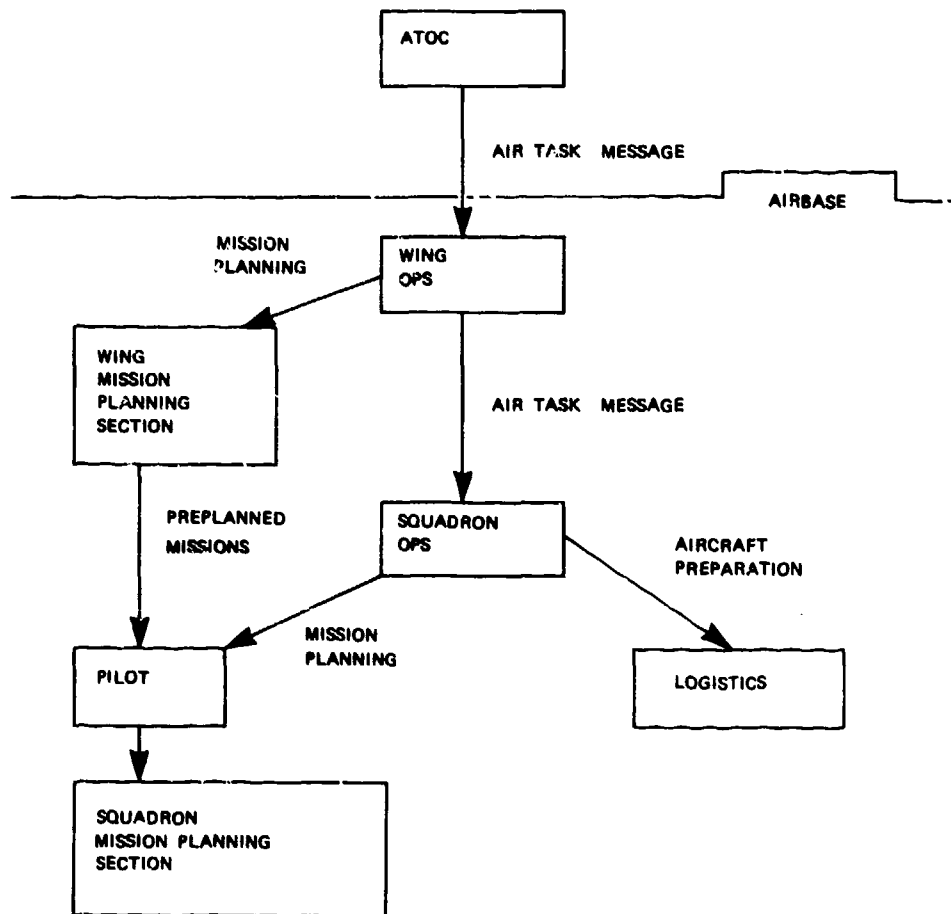 ATOC
AIR TASK MESSAGE
AIRBASE
MISSION
PLANNING
WING
OPS
WING
MISSION
PLANNING
SECTION
AIR TASK MESSAGE
PREPLANNED
MISSIONS
SQUADRON
OPS
AIRCRAFT
PREPARATION
MISSION
PLANNING
PILOT
LOGISTICS
SQUADRON
MISSION PLANNING
SECTION